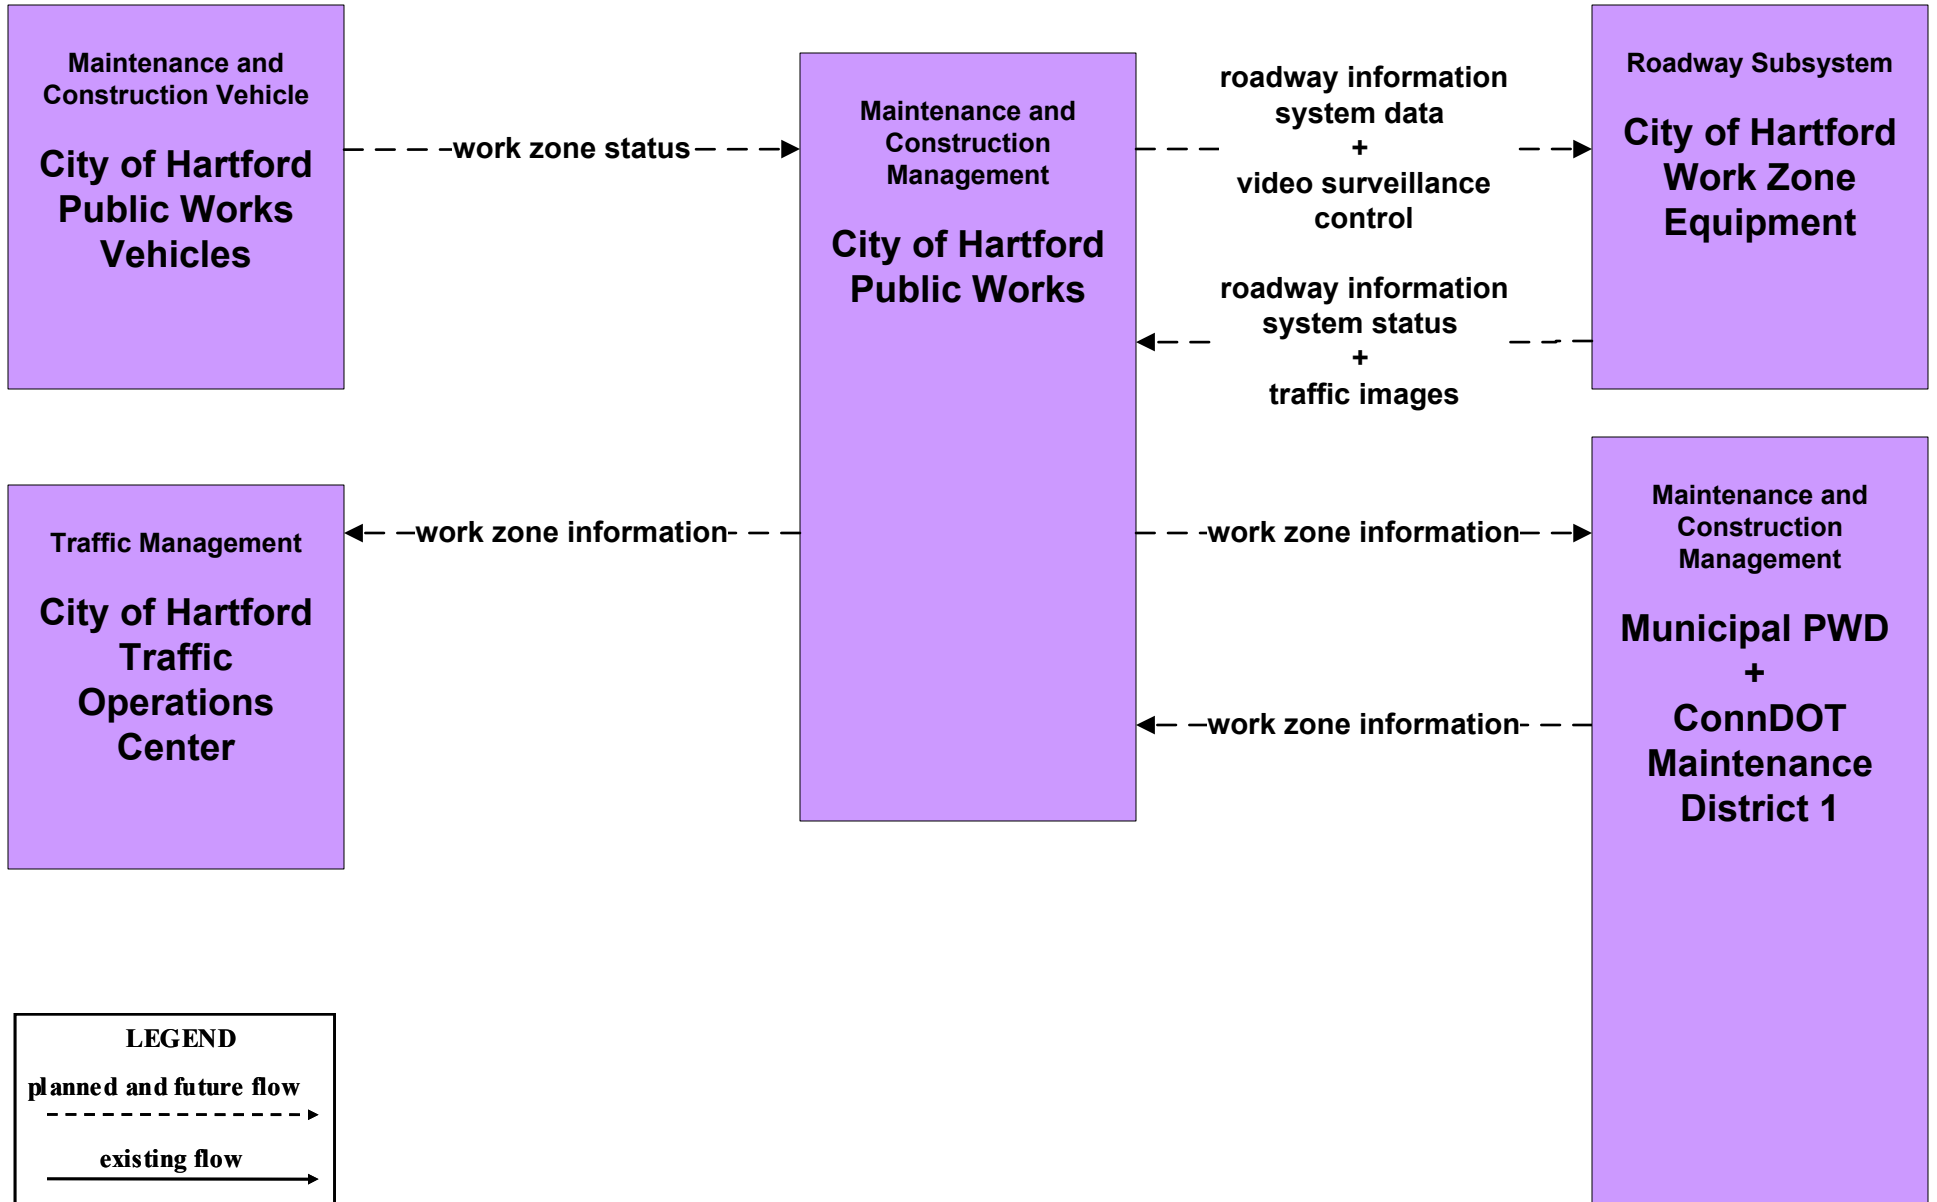 Maintenance and
Construction Vehicle
City of Hartford
Public Works
Vehicles
work zone status
Maintenance and
Construction
Management
City of Hartford
Public Works
roadway information
system data
+
video surveillance
control
Roadway Subsystem
City of Hartford
Work Zone
Equipment
roadway information
system status
+
traffic images
Traffic Management
City of Hartford
Traffic
Operations
Center
work zone information
work zone information
work zone information
Maintenance and
Construction
Management
Municipal PWD
+
ConnDOT
Maintenance
District 1
LEGEND
planned and future flow
existing flow